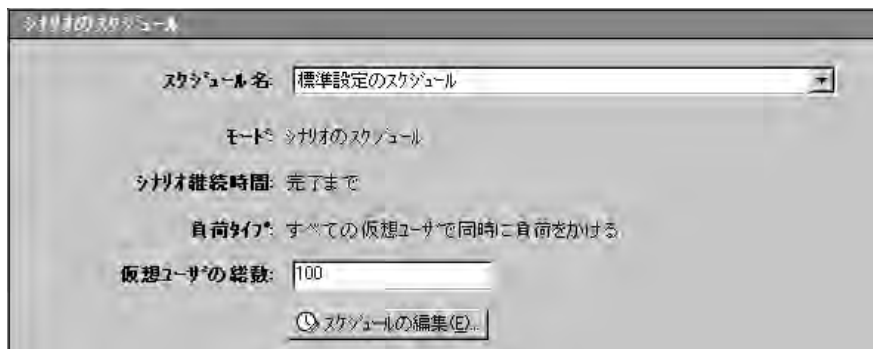 シナリオのスケジュール
スケジュール名: 標準設定のスケジュール
モード: シナリオのスケジュール
シナリオ継続時間: 完了まで
負荷タイプ: すべての仮想ユーザで同時に負荷をかける
仮想ユーザの総数: 100
スケジュールの編集(E)...